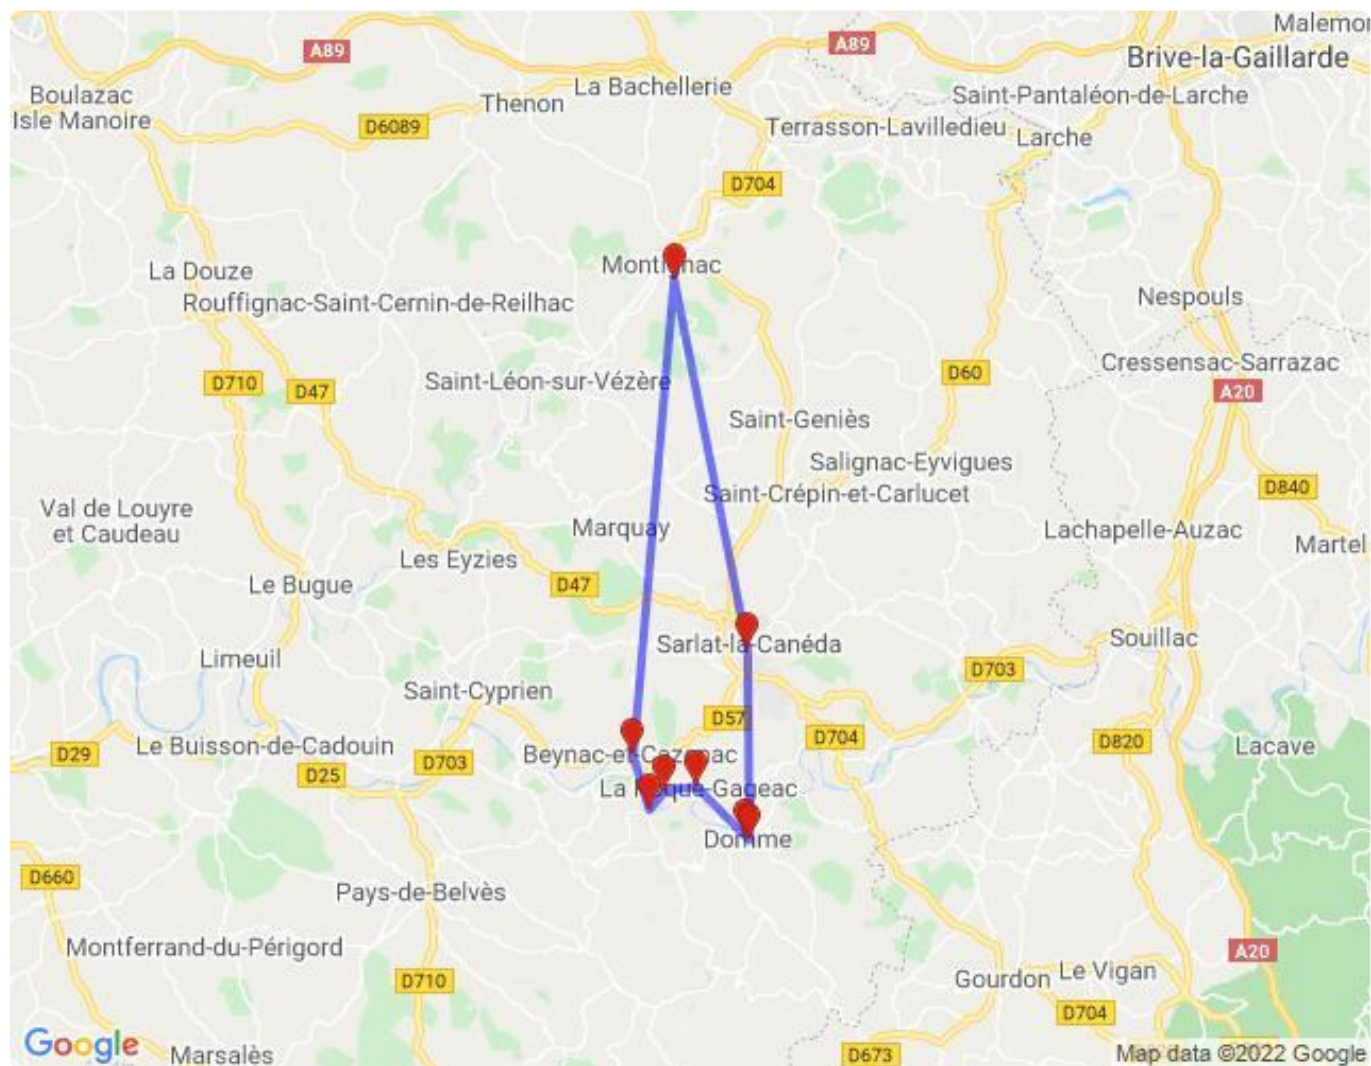 Malemor
A89
A89
Brive-la-Gaillarde
La Bachellerie
Boulazac
Isle Manoire
Thenon
Saint-Pantaléon-de-Larche
D6089
Terrasson-Lavilledieu
Larche
D704
Montignac
La Douze
Rouffignac-Saint-Cernin-de-Reilhac
Nespouls
Cressensac-Sarrazac
D710
D47
Saint-Léon-sur-Vézère
D60
A20
Saint-Geniès
Salignac-Eyvigues
Saint-Crépin-et-Carlucet
D840
Val de Louyre
et Caudeau
Marquay
Lachapelle-Auzac
Martel
Les Eyzies
Le Bugue
D47
Sarlat-la-Canéda
Souillac
Limeuil
D703
Saint-Cyprien
D57
D704
D820
Le Buisson-de-Cadouin
Beynac-et-Cazenac
Lacave
D29
D25
D703
La Roque-Gageac
Domme
D660
Pays-de-Belvès
Montferrand-du-Périgord
A20
D710
Gourdon
Le Vigan
D704
Google
Marsalès
D673
Map data ©2022 Google